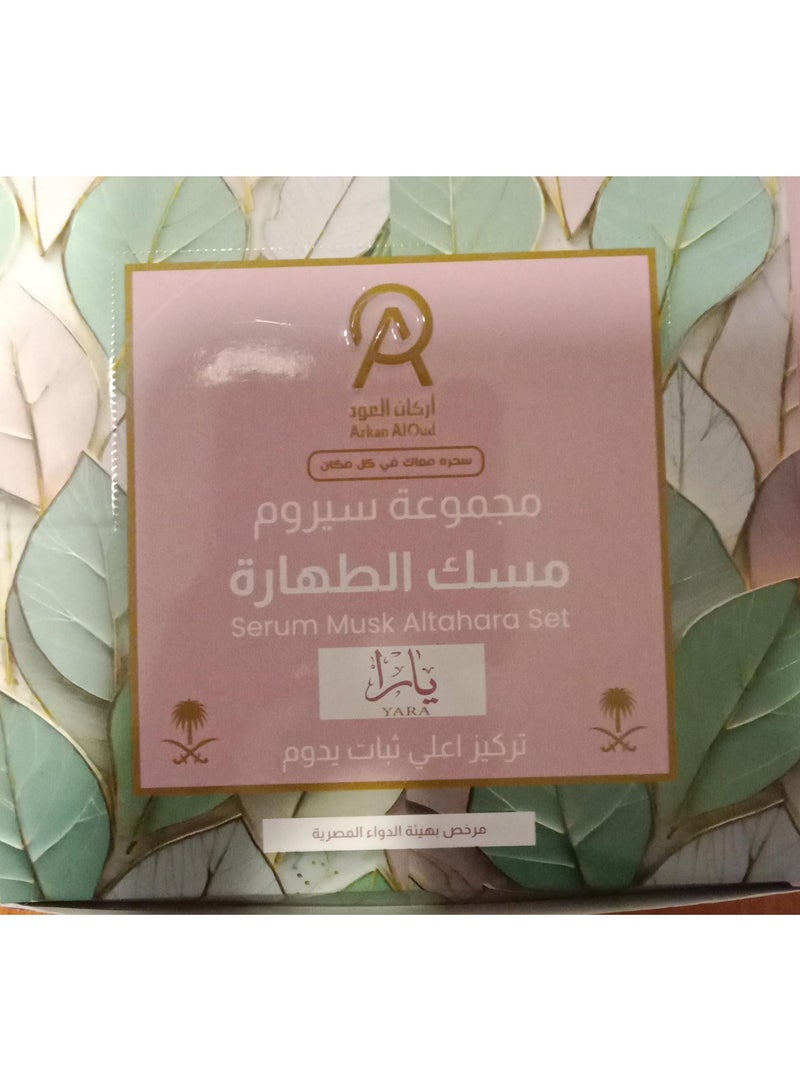 أركان العود
Arkan AlOud
سحره معاك في كل مكان
مجموعة سيروم
مسك الطهارة
Serum Musk Altahara Set
يارا
YARA
تركيز اعلي ثبات يدوم
مرخص بهيئة الدواء المصرية